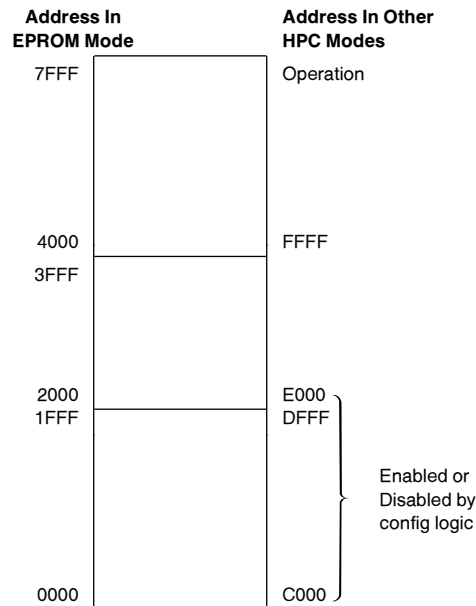 Address In
EPROM Mode
Address In Other
HPC Modes
7FFF
Operation
4000
FFFF
3FFF
2000
E000
1FFF
DFFF
Enabled or
Disabled by
config logic
0000
C000